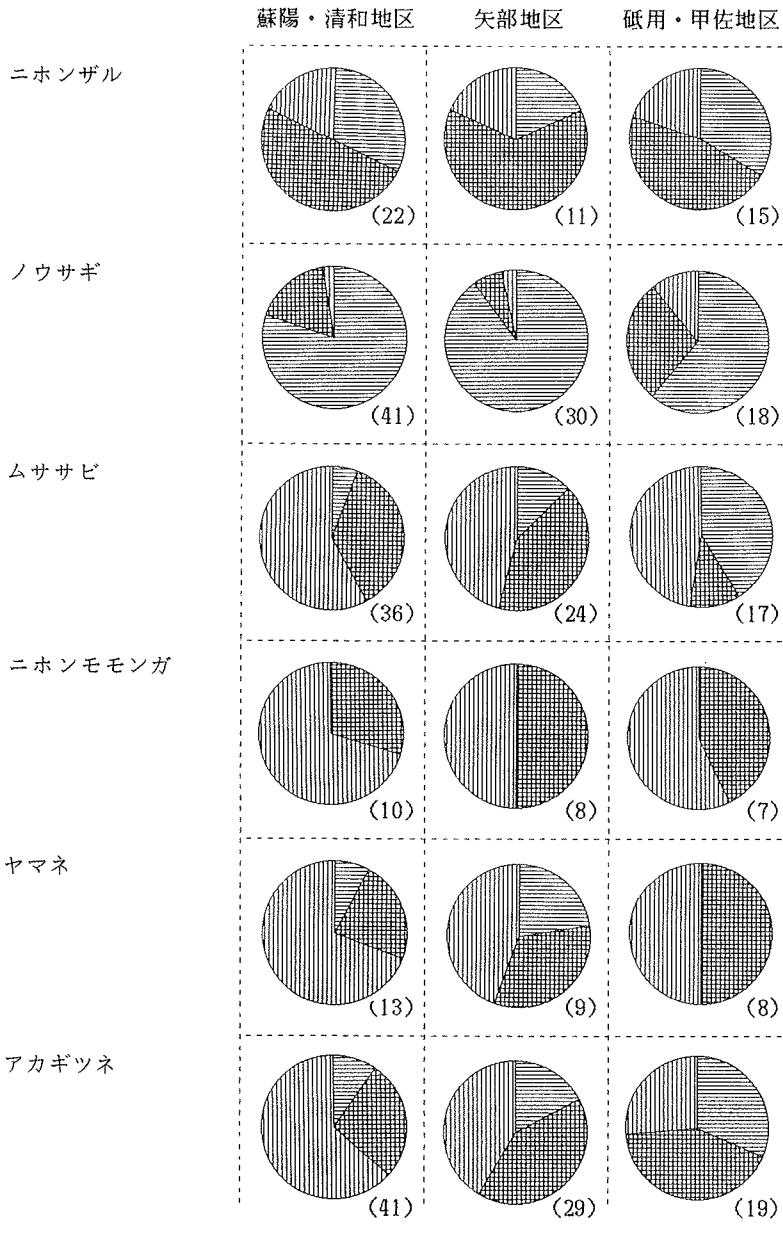 蘇陽・清和地区 矢部地区 砥用・甲佐地区
ニホンザル
(22) (11) (15)
ノウサギ
(41) (30) (18)
ムササビ
(36) (24) (17)
ニホンモモンガ
(10) (8) (7)
ヤマネ
(13) (9) (8)
アカギツネ
(41) (29) (19)